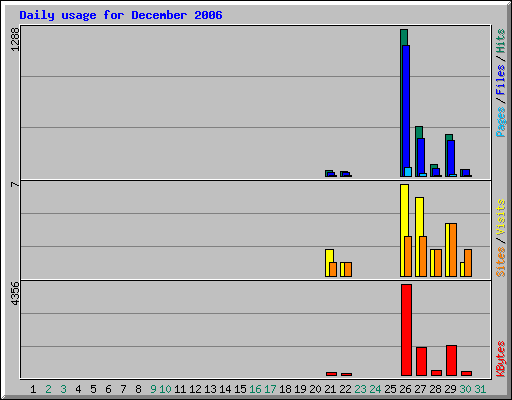 Daily usage for December 2006
1288
Pages / Files / Hits
7
Sites / Visits
4356
KBytes
1 2 3 4 5 6 7 8 9 10 11 12 13 14 15 16 17 18 19 20 21 22 23 24 25 26 27 28 29 30 31